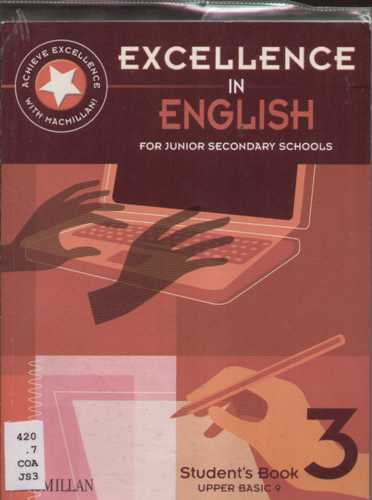 ACHIEVE EXCELLENCE
WITH MACMILLAN!
EXCELLENCE
IN
ENGLISH
FOR JUNIOR SECONDARY SCHOOLS
420
.7
COA
JS3
MILLAN
Student's Book
UPPER BASIC 9
3